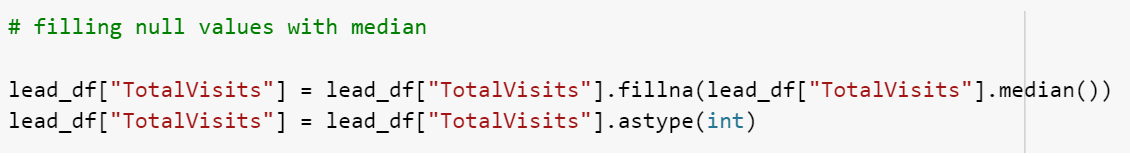 # filling null values with median
lead_df["TotalVisits"] = lead_df["TotalVisits"].fillna(lead_df["TotalVisits"].median())
lead_df["TotalVisits"] = lead_df["TotalVisits"].astype(int)